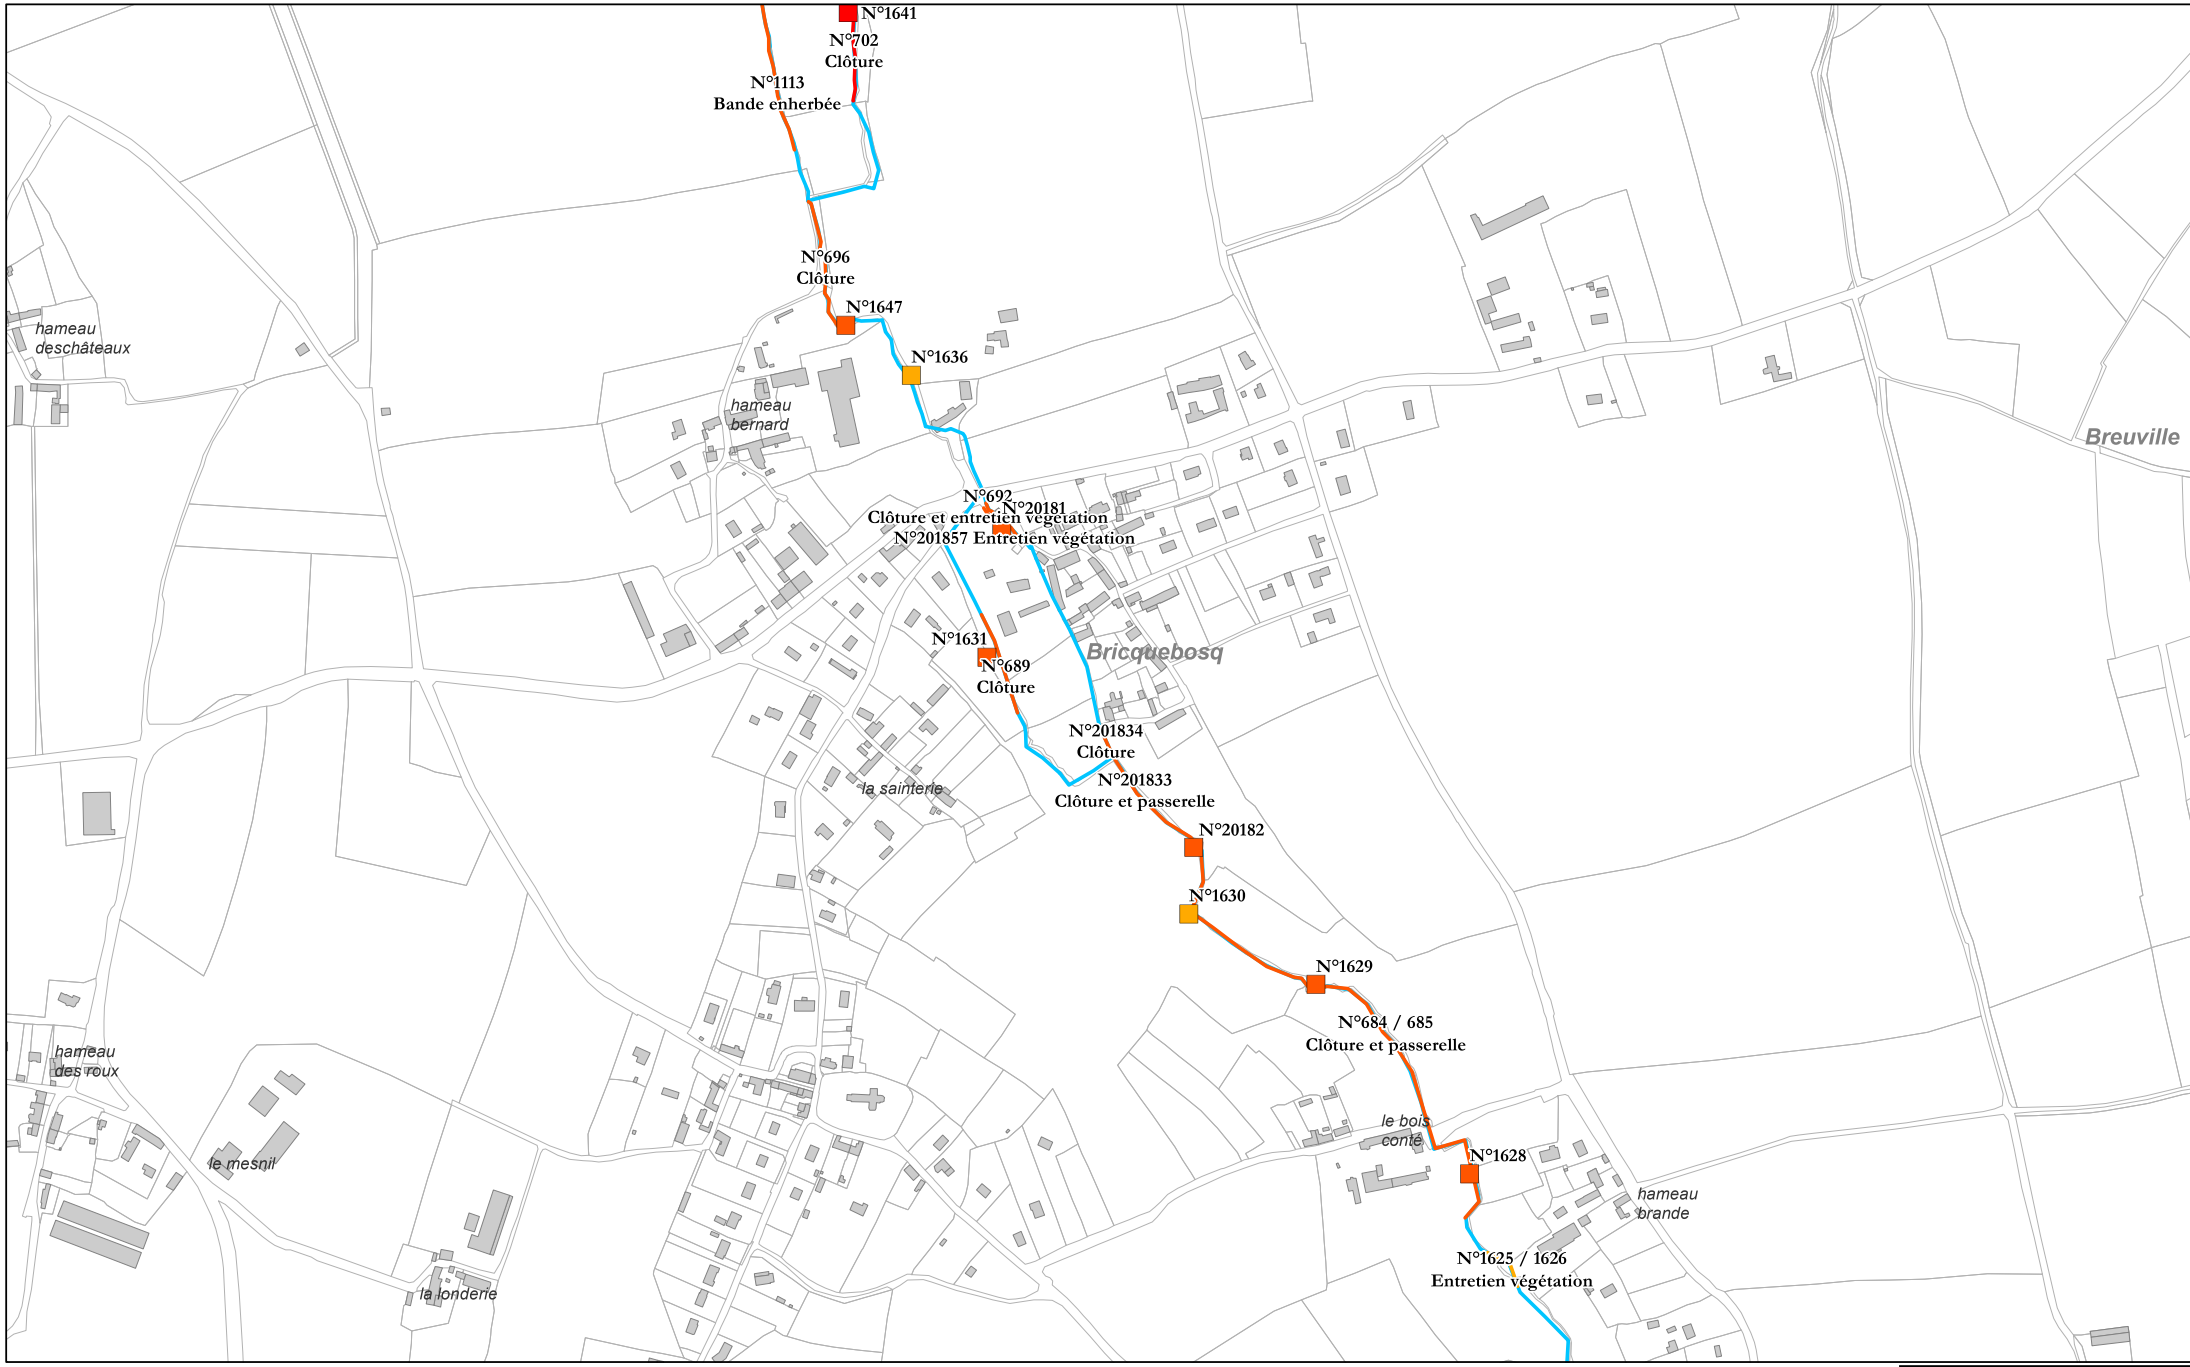 N°1641
N°702
Clôture
N°1113
Bande enherbée
N°696
Clôture
N°1647
hameau
deschâteaux
N°1636
hameau
bernard
Breuville
N°692
N°20181
Clôture et entretien végétation
N°201857 Entretien végétation
N°1631
N°689
Clôture
Bricquebosq
N°201834
Clôture
N°201833
Clôture et passerelle
la sainterie
N°20182
N°1630
N°1629
N°684 / 685
Clôture et passerelle
hameau
des roux
le bois
conté
le mesnil
N°1628
hameau
brande
N°1625 / 1626
Entretien végétation
la londerie